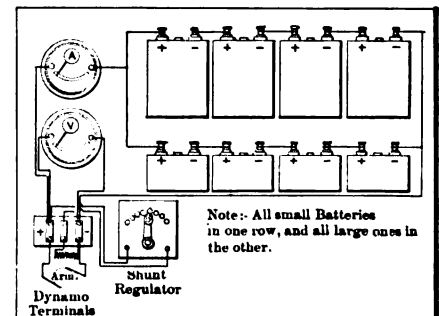 A
+ - + - + - + -
V
+ - + - + - + -
+ -
Note:- All small Batteries
in one row, and all large ones in
the other.
Arm.
Shunt
Regulator
Dynamo
Terminals